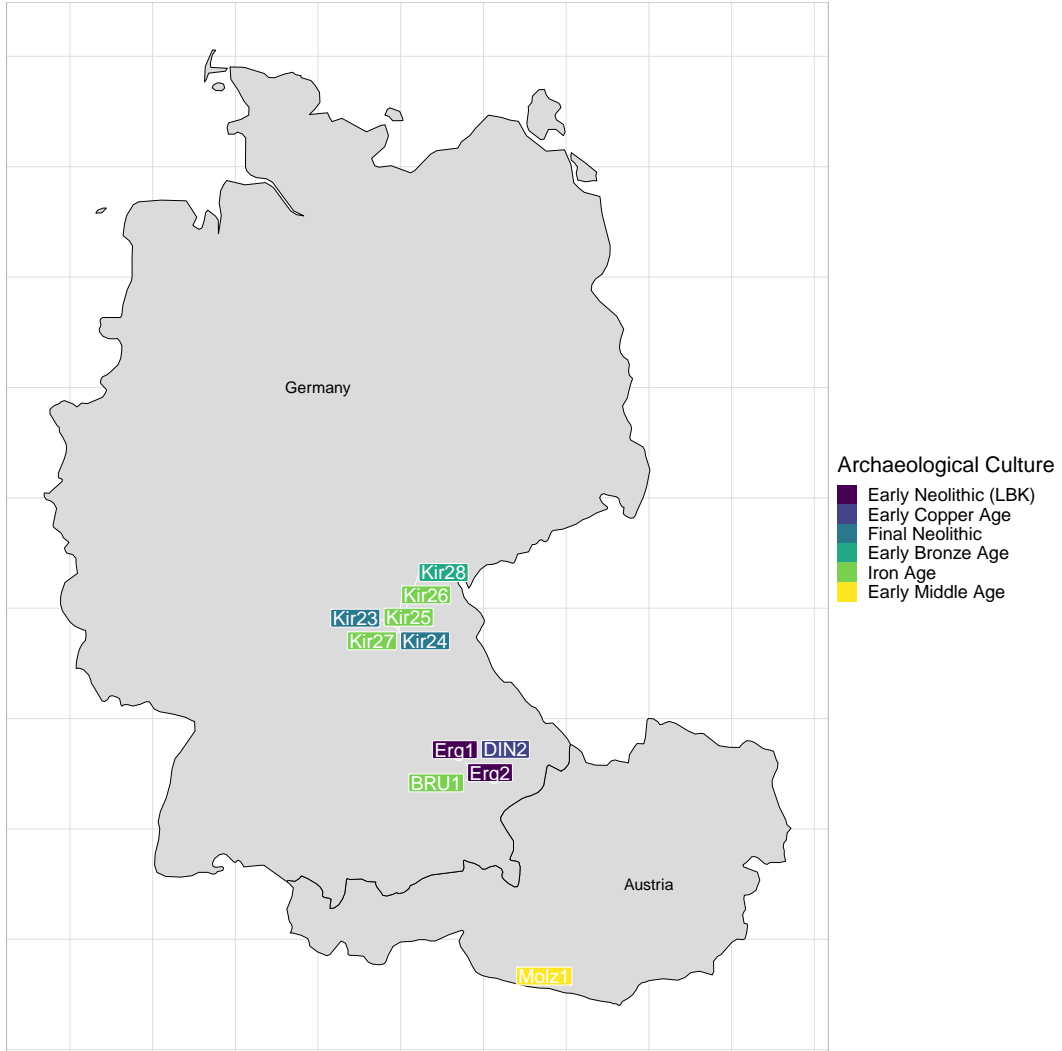 Germany
Archaeological Culture
Early Neolithic (LBK)
Early Copper Age
Final Neolithic
Early Bronze Age
Iron Age
Early Middle Age
Kir28
Kir26
Kir23
Kir25
Kir27
Kir24
Erg1
DIN2
Erg2
BRU1
Austria
Molz1